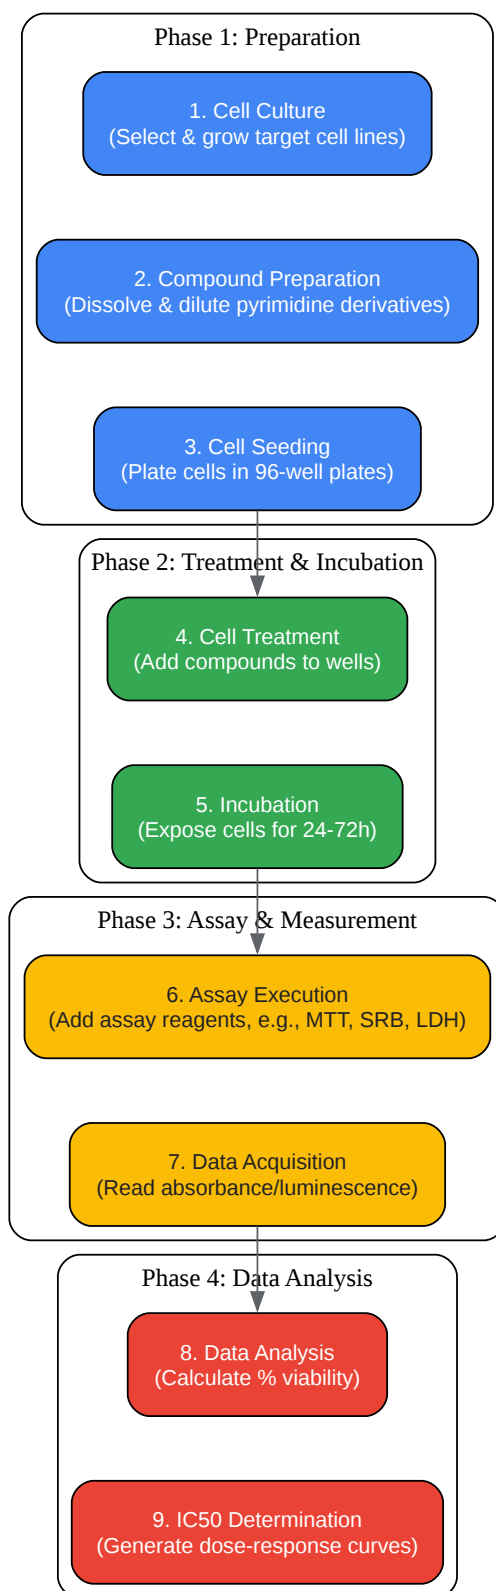 Phase 1: Preparation
1. Cell Culture
(Select & grow target cell lines)
2. Compound Preparation
(Dissolve & dilute pyrimidine derivatives)
3. Cell Seeding
(Plate cells in 96-well plates)
Phase 2: Treatment & Incubation
4. Cell Treatment
(Add compounds to wells)
5. Incubation
(Expose cells for 24-72h)
Phase 3: Assay & Measurement
6. Assay Execution
(Add assay reagents, e.g., MTT, SRB, LDH)
7. Data Acquisition
(Read absorbance/luminescence)
Phase 4: Data Analysis
8. Data Analysis
(Calculate % viability)
9. IC50 Determination
(Generate dose-response curves)